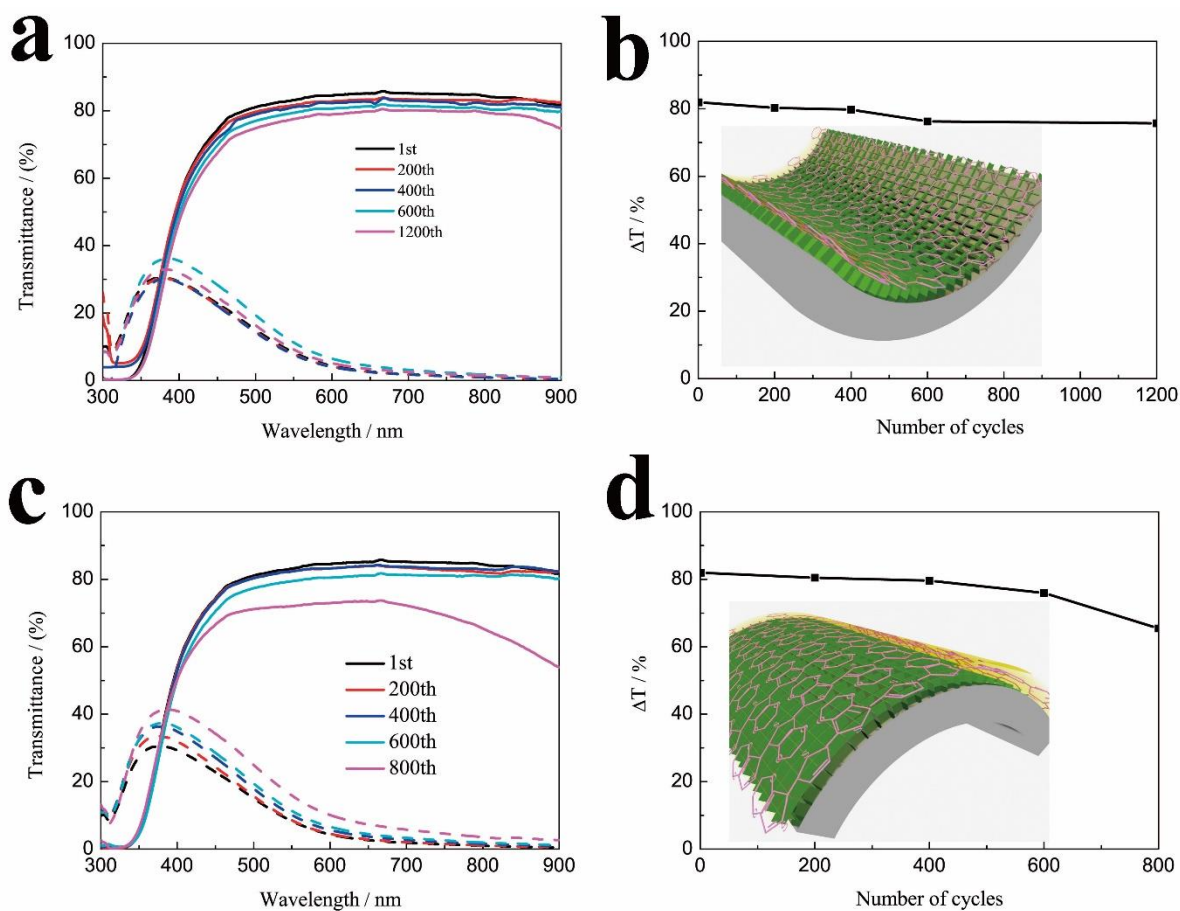 a
100
80
60
40
20
0
Transmittance / (%)
1st
200th
400th
600th
1200th
300 400 500 600 700 800 900
Wavelength / nm
b
100
80
60
40
20
0
ΔT / %
0 200 400 600 800 1000 1200
Number of cycles
c
100
80
60
40
20
0
Transmittance / (%)
1st
200th
400th
600th
800th
300 400 500 600 700 800 900
Wavelength / nm
d
100
80
60
40
20
0
ΔT / %
0 200 400 600 800
Number of cycles